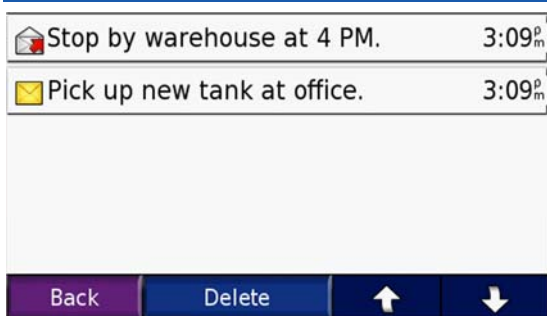 Stop by warehouse at 4 PM. 3:09pm
Pick up new tank at office. 3:09pm
Back Delete